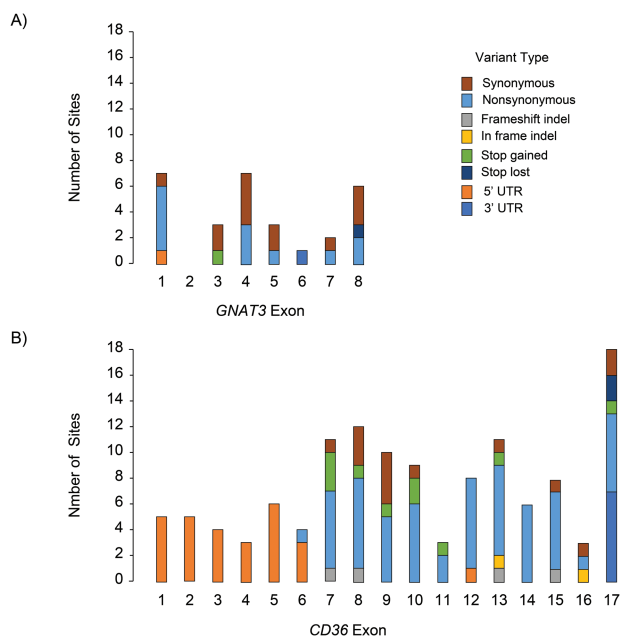 A)
Number of Sites
18
16
14
12
10
8
6
4
2
0
1 2 3 4 5 6 7 8
GNAT3 Exon
Variant Type
Synonymous
Nonsynonymous
Frameshift indel
In frame indel
Stop gained
Stop lost
5' UTR
3' UTR
B)
Nmber of Sites
18
16
14
12
10
8
6
4
2
0
1 2 3 4 5 6 7 8 9 10 11 12 13 14 15 16 17
CD36 Exon